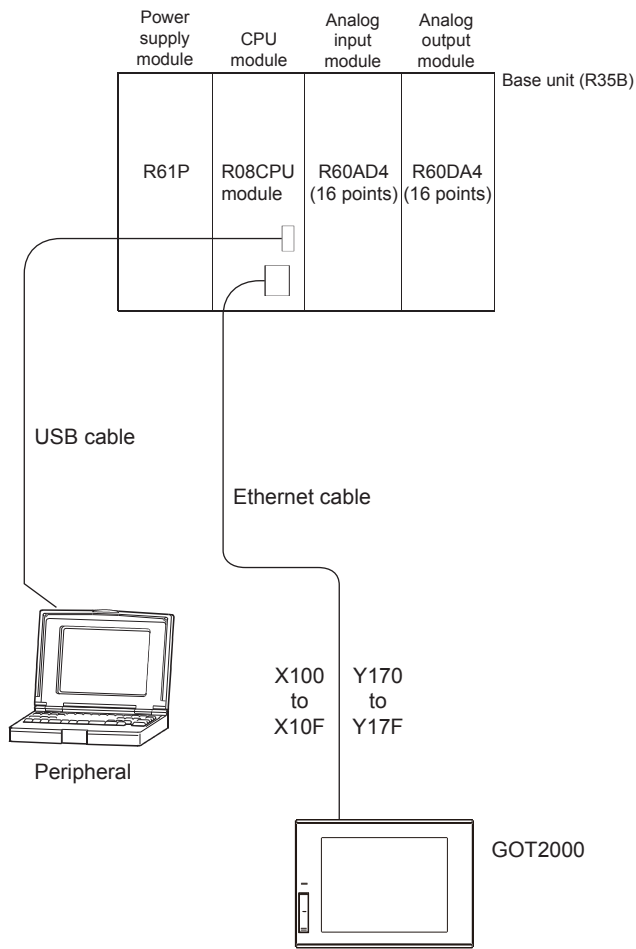 Power
supply
module
CPU
module
Analog
input
module
Analog
output
module
Base unit (R35B)
R61P
R08CPU
module
R60AD4
(16 points)
R60DA4
(16 points)
USB cable
Ethernet cable
X100
to
X10F
Y170
to
Y17F
Peripheral
GOT2000